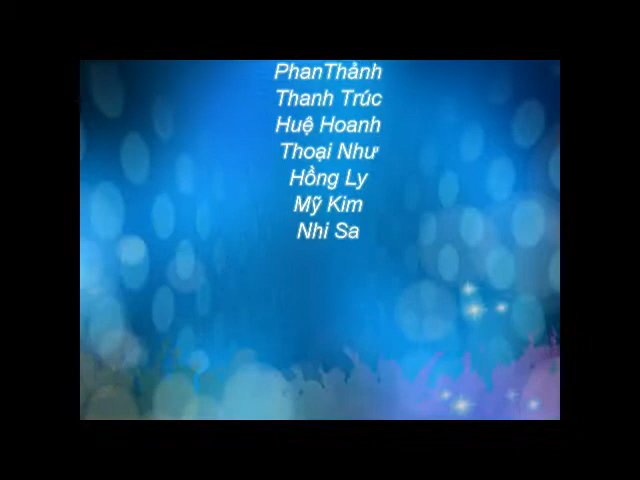 PhanThảnh
Thanh Trúc
Huệ Hoanh
Thoại Như
Hồng Ly
Mỹ Kim
Nhi Sa